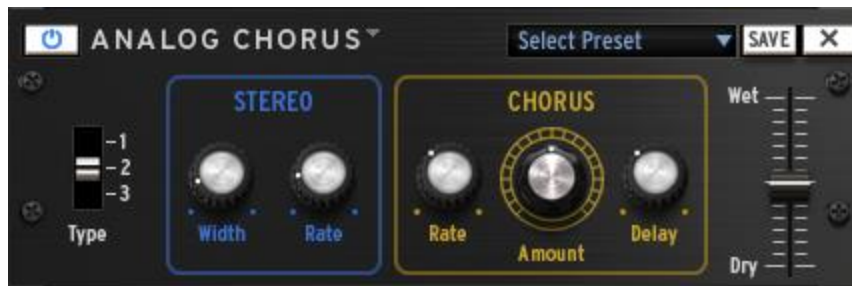 ANALOG CHORUS
Select Preset
SAVE
STEREO
CHORUS
Wet
1
2
3
Type
Width
Rate
Rate
Amount
Delay
Dry